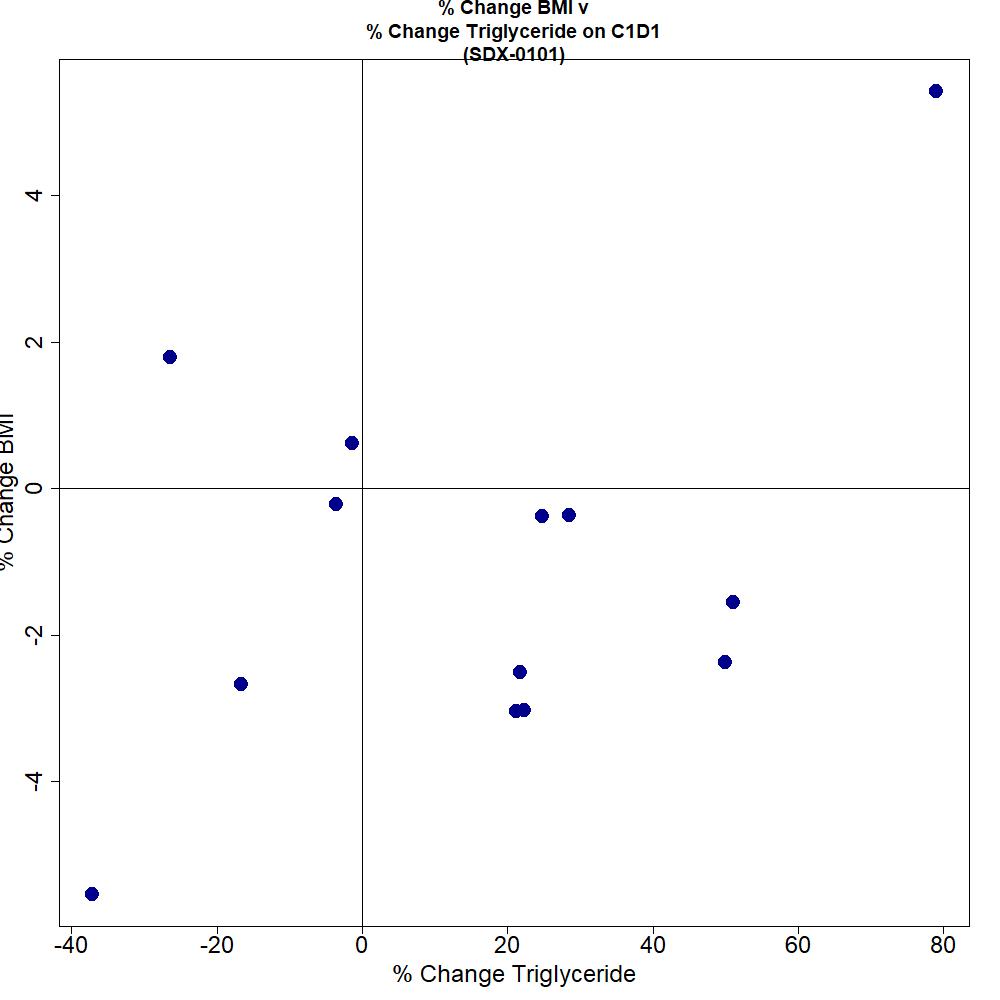 % Change BMI v
% Change Triglyceride on C1D1
(SDX-0101)
% Change BMI
4
2
0
-2
-4
-40 -20 0 20 40 60 80
% Change Triglyceride